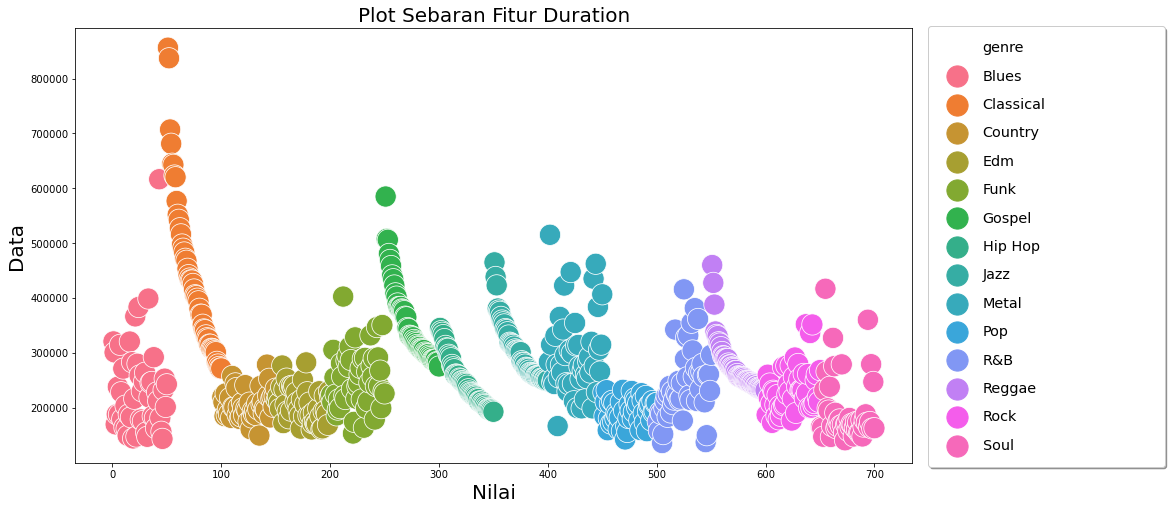 Plot Sebaran Fitur Duration
Data
800000
700000
600000
500000
400000
300000
200000
0
100
200
300
400
500
600
700
Nilai
genre
Blues
Classical
Country
Edm
Funk
Gospel
Hip Hop
Jazz
Metal
Pop
R&B
Reggae
Rock
Soul